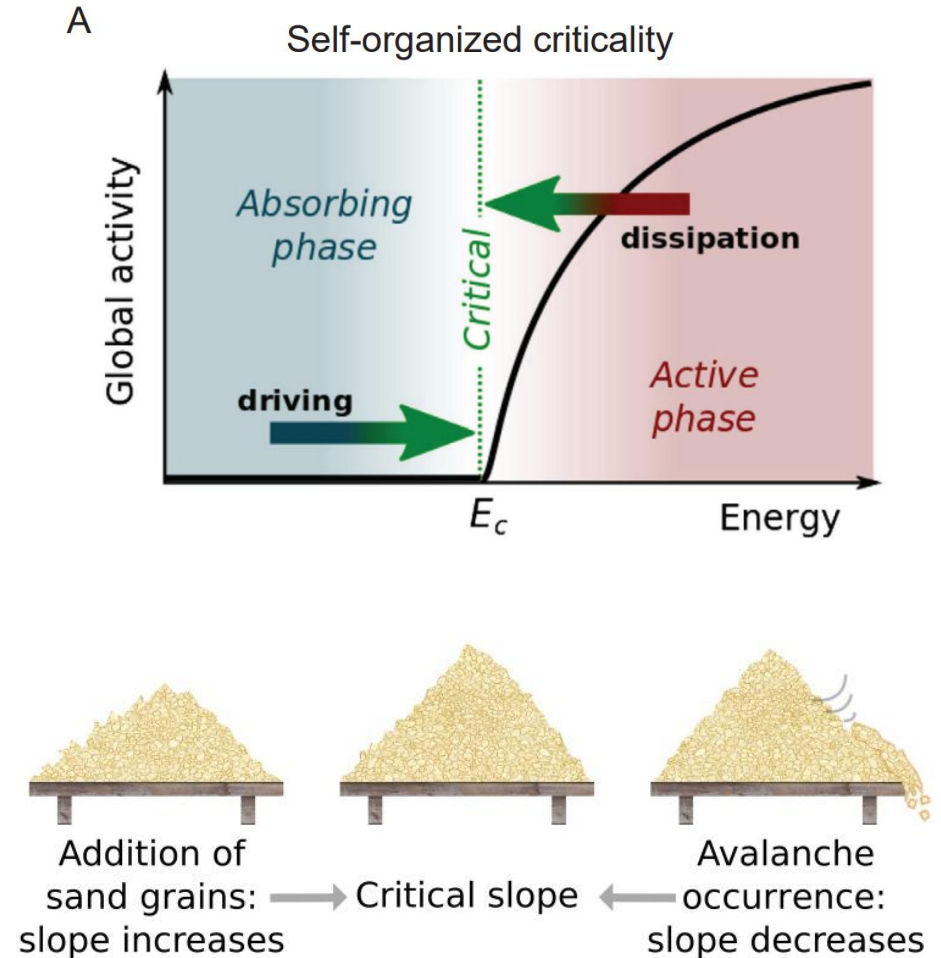 A
Self-organized criticality
Global activity
Absorbing
phase
Critical
dissipation
driving
Active
phase
E_c
Energy
Addition of
sand grains:
slope increases
Critical slope
Avalanche
occurrence:
slope decreases